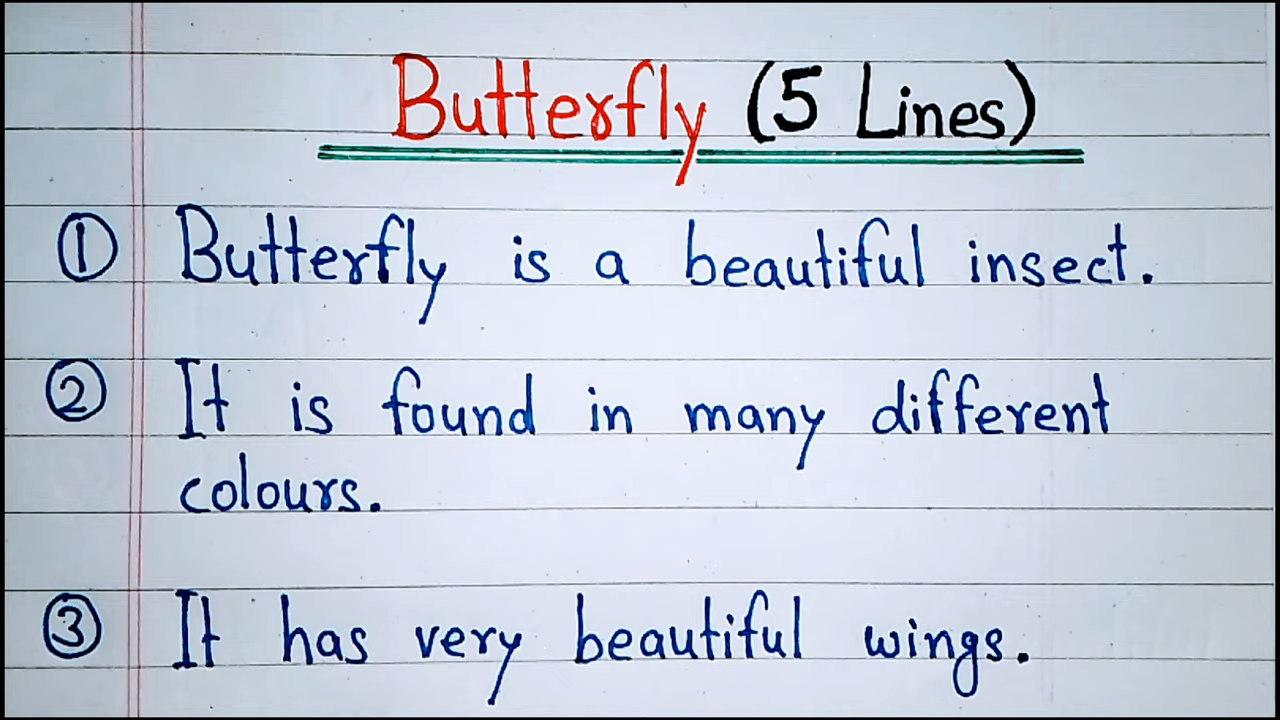 Butterfly (5 Lines)
① Butterfly is a beautiful insect.
② It is found in many different
colours.
③ It has very beautiful wings.